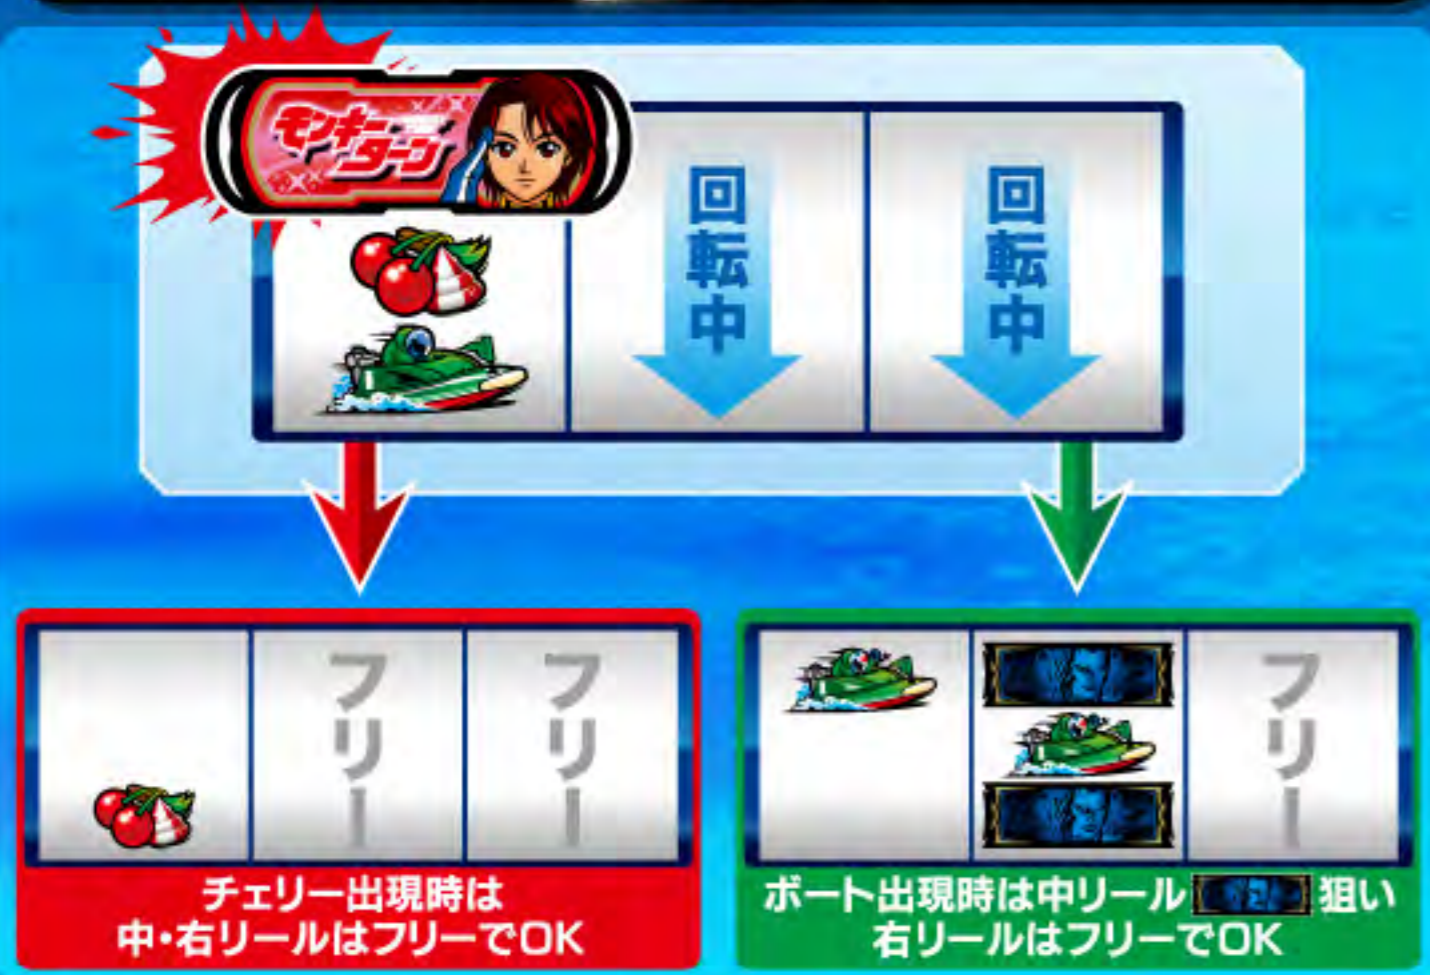 モンキー
ターン
回転中
回転中
フリー
フリー
フリー
チェリー出現時は
中・右リールはフリーでOK
ボート出現時は中リール 狙い
右リールはフリーでOK